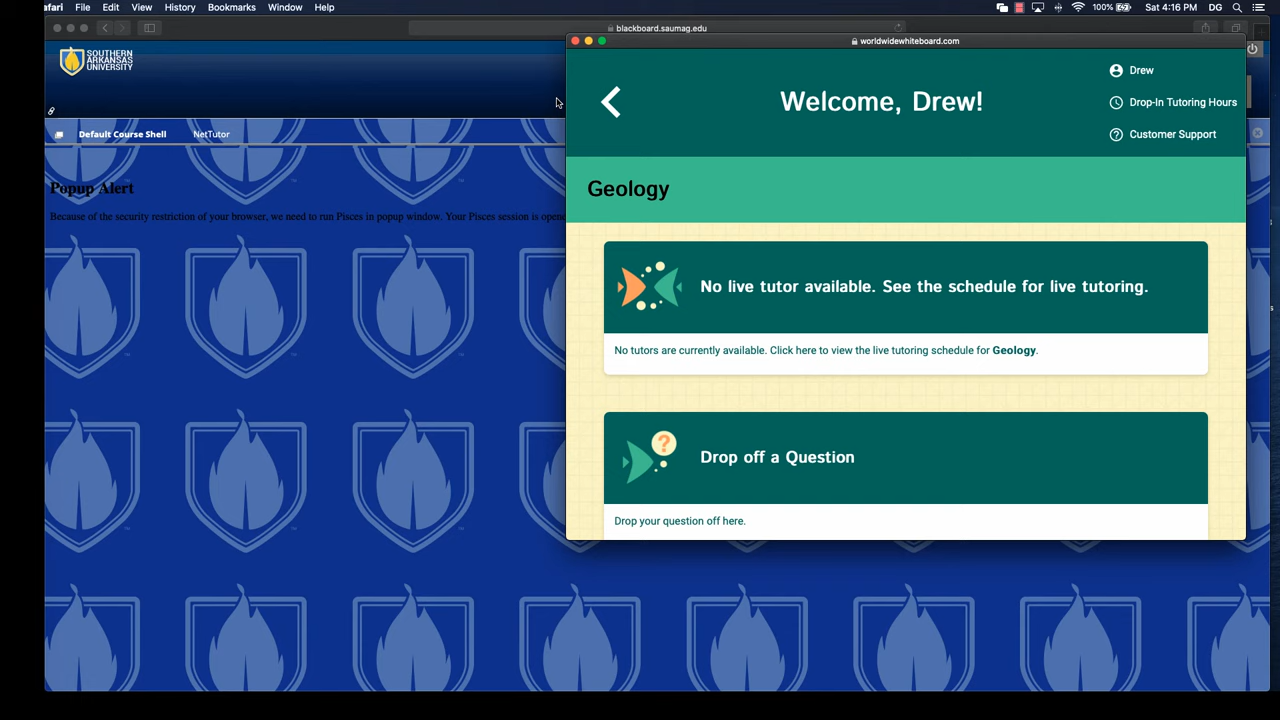 afari File Edit View History Bookmarks Window Help 100% Sat 4:16 PM DG
blackboard.saumag.edu
SOUTHERN
ARKANSAS
UNIVERSITY
Default Course Shell NetTutor
Popup Alert
Because of the security restriction of your browser, we need to run Pisces in popup window. Your Pisces session is opene
worldwidewhiteboard.com
Welcome, Drew!
Drew
Drop-In Tutoring Hours
Customer Support
Geology
No live tutor available. See the schedule for live tutoring.
No tutors are currently available. Click here to view the live tutoring schedule for Geology.
?
Drop off a Question
Drop your question off here.